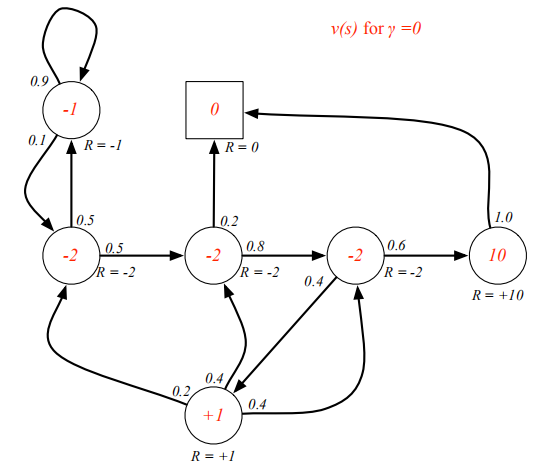 v(s) for γ =0
0.9
-1
0
0.1
R = -1
R = 0
0.5
0.2
1.0
-2
0.5
-2
0.8
-2
0.6
10
R = -2
R = -2
0.4
R = -2
R = +10
0.4
0.2
0.4
+1
R = +1